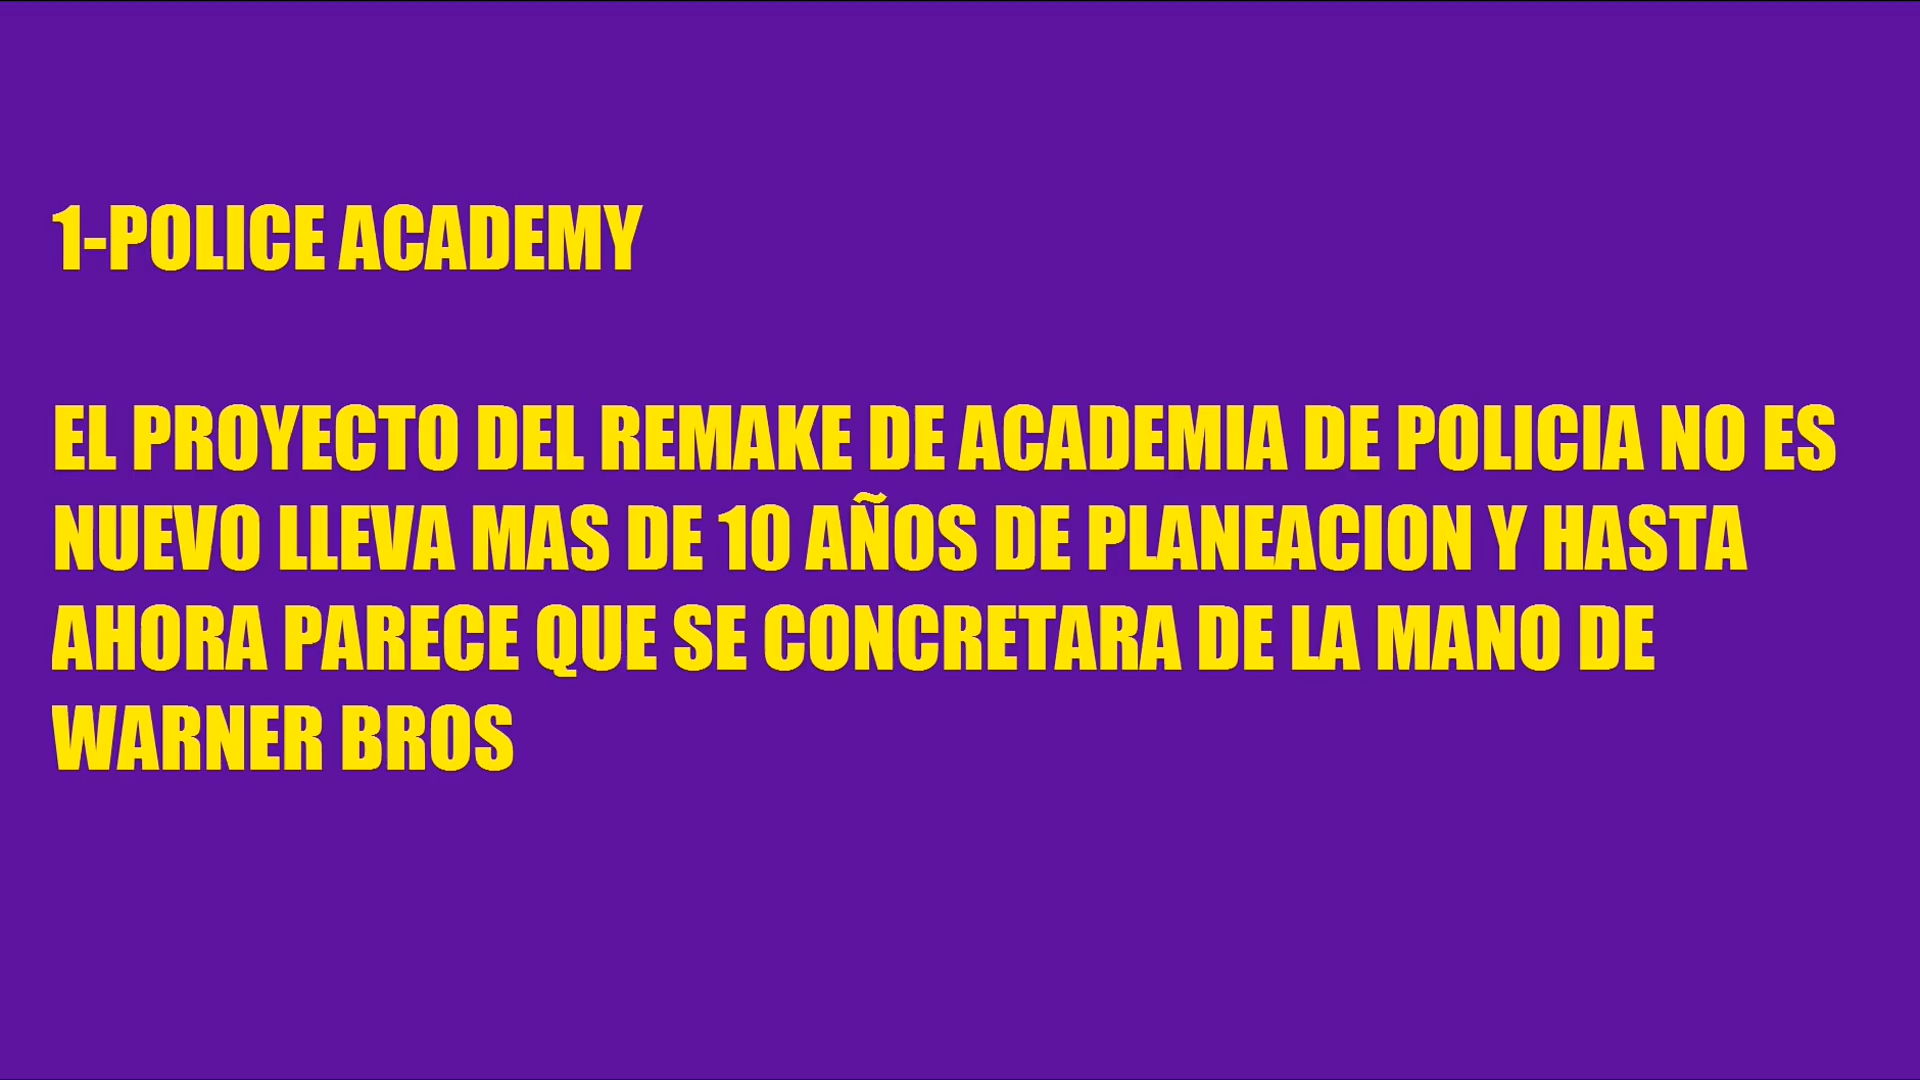 1-POLICE ACADEMY
EL PROYECTO DEL REMAKE DE ACADEMIA DE POLICIA NO ES
NUEVO LLEVA MAS DE 10 AÑOS DE PLANEACION Y HASTA
AHORA PARECE QUE SE CONCRETARA DE LA MANO DE
WARNER BROS